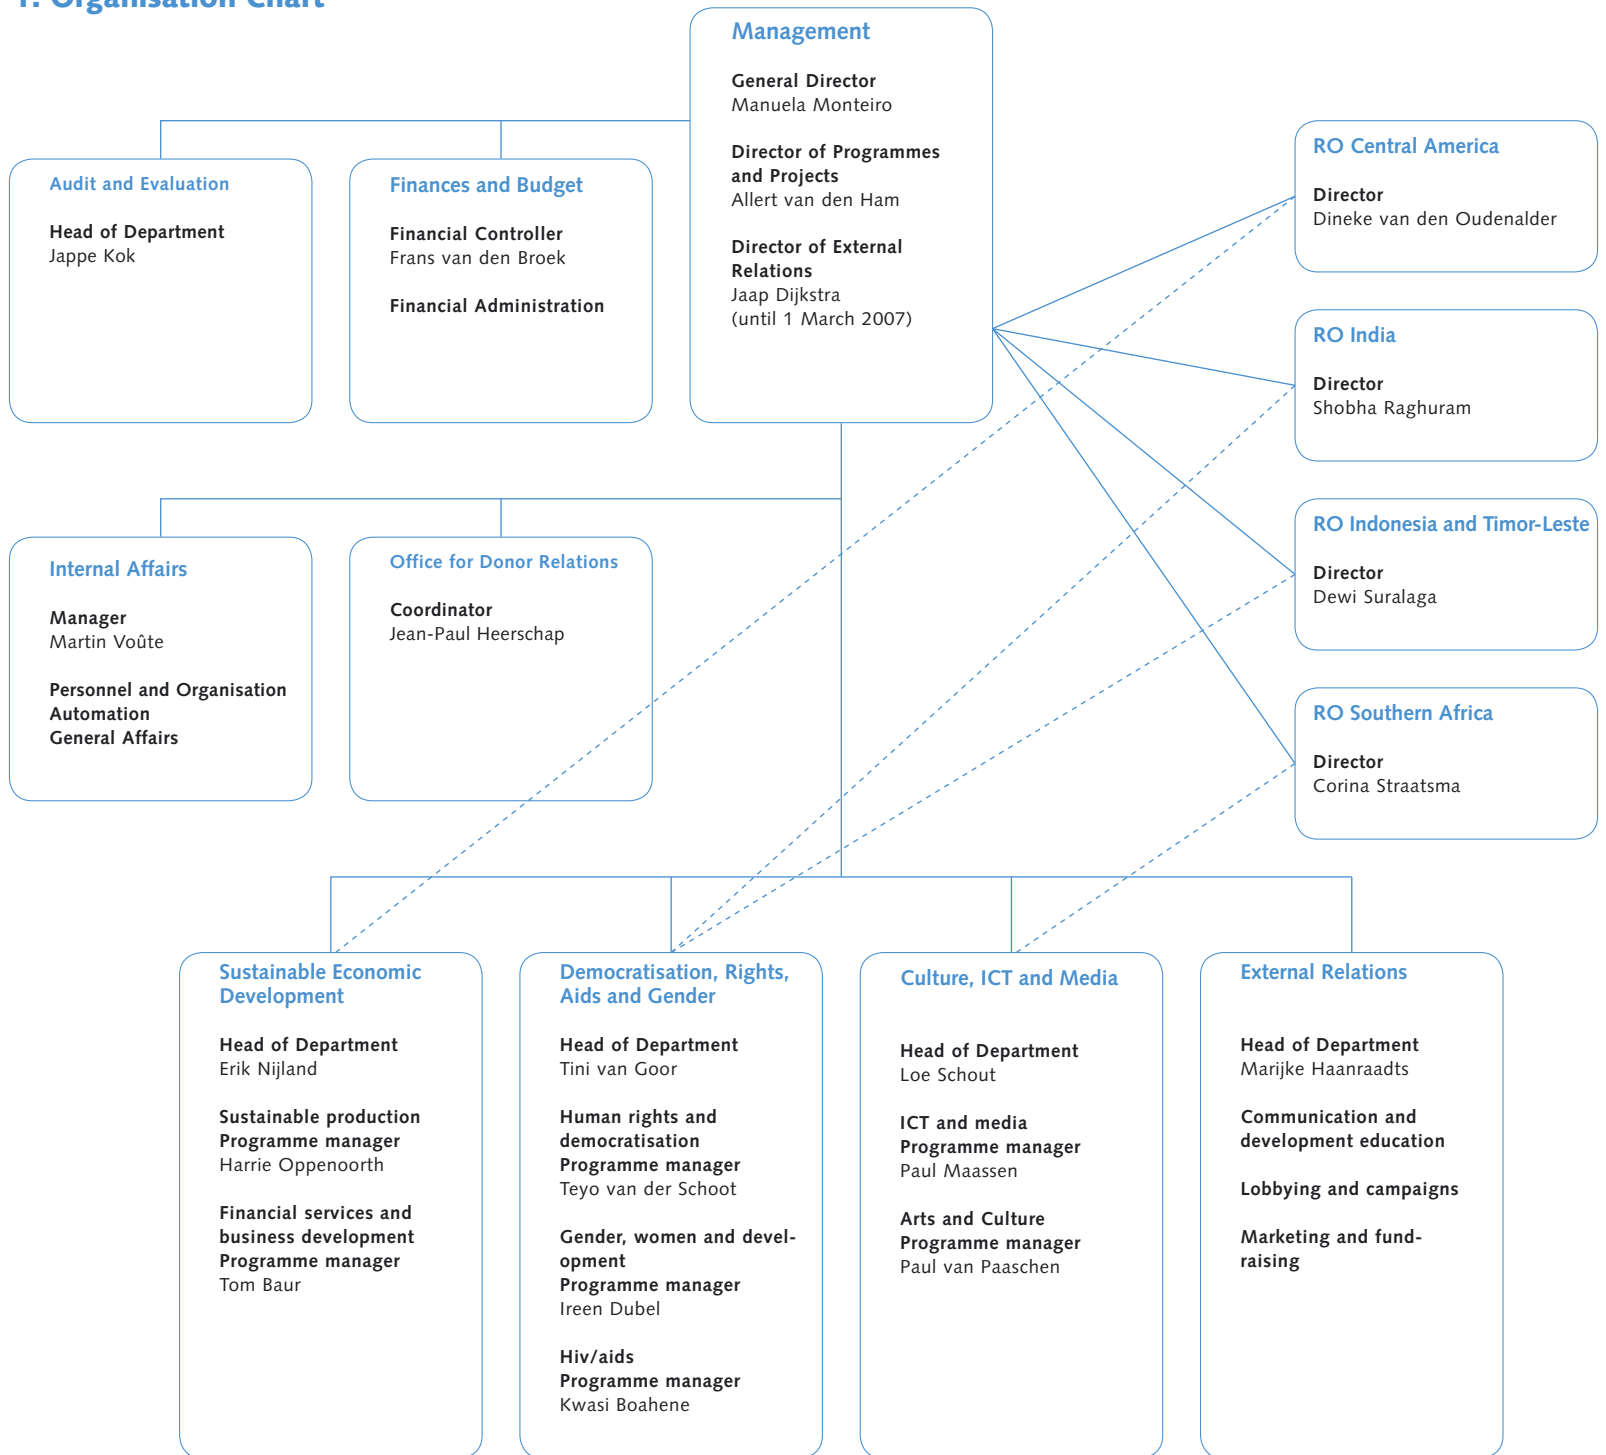 1. Organisation Chart
Management
General Director
Manuela Monteiro
Director of Programmes
and Projects
Allert van den Ham
Director of External
Relations
Jaap Dijkstra
(until 1 March 2007)
Audit and Evaluation
Head of Department
Jappe Kok
Finances and Budget
Financial Controller
Frans van den Broek
Financial Administration
RO Central America
Director
Dineke van den Oudenalder
RO India
Director
Shobha Raghuram
RO Indonesia and Timor-Leste
Director
Dewi Suralaga
RO Southern Africa
Director
Corina Straatsma
Internal Affairs
Manager
Martin Voûte
Personnel and Organisation
Automation
General Affairs
Office for Donor Relations
Coordinator
Jean-Paul Heerschap
Sustainable Economic
Development
Head of Department
Erik Nijland
Sustainable production
Programme manager
Harrie Oppenoorth
Financial services and
business development
Programme manager
Tom Baur
Democratisation, Rights,
Aids and Gender
Head of Department
Tini van Goor
Human rights and
democratisation
Programme manager
Teyo van der Schoot
Gender, women and devel-
opment
Programme manager
Ireen Dubel
Hiv/aids
Programme manager
Kwasi Boahene
Culture, ICT and Media
Head of Department
Loe Schout
ICT and media
Programme manager
Paul Maassen
Arts and Culture
Programme manager
Paul van Paaschen
External Relations
Head of Department
Marijke Haanraadts
Communication and
development education
Lobbying and campaigns
Marketing and fund-
raising